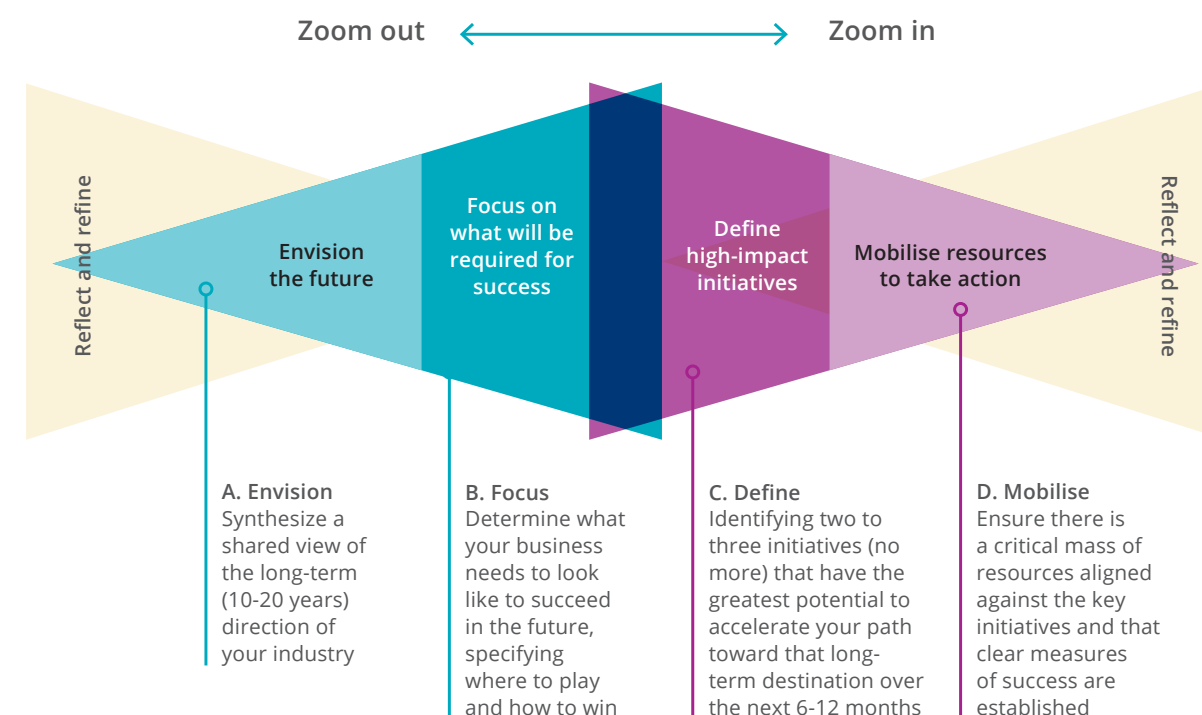 Zoom out
Zoom in
Reflect and refine
Envision
the future
Focus on
what will be
required for
success
Define
high-impact
initiatives
Mobilise resources
to take action
Reflect and refine
A. Envision
Synthesize a
shared view of
the long-term
(10-20 years)
direction of
your industry
B. Focus
Determine what
your business
needs to look
like to succeed
in the future,
specifying
where to play
and how to win
C. Define
Identifying two to
three initiatives (no
more) that have the
greatest potential to
accelerate your path
toward that long-
term destination over
the next 6-12 months
D. Mobilise
Ensure there is
a critical mass of
resources aligned
against the key
initiatives and that
clear measures
of success are
established